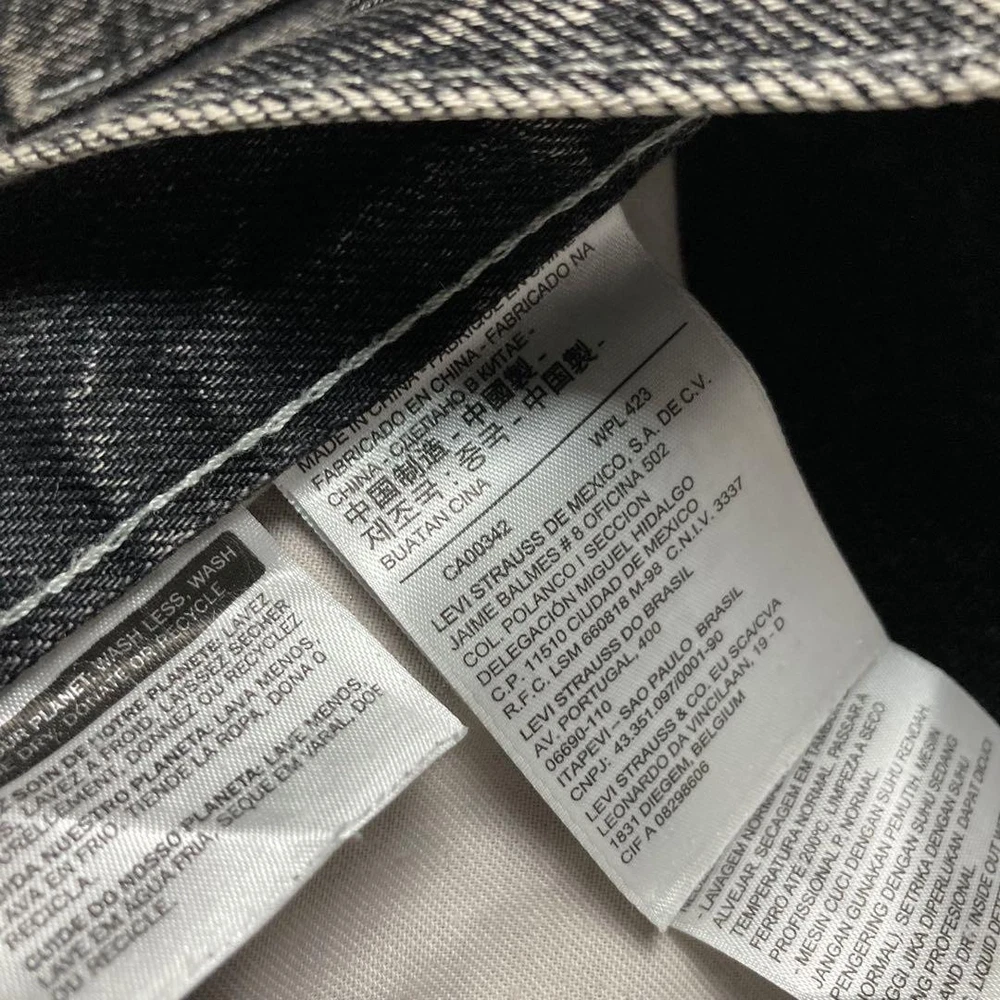 PLANET, WASH LESS, WASH
DRY, DONATE OR RECYCLE.
SOIN DE NOTRE PLANÈTE: LAVEZ
LAVEZ À FROID, LAISSEZ SÉCHER
DONNEZ OU RECYCLEZ.
NUESTRO PLANETA: LAVA MENOS,
EN FRÍO, TIENDE LA ROPA, DONA O
RECICLA.
CUIDE DO NOSSO PLANETA: LAVE MENOS,
LAVE EM ÁGUA FRIA, SEQUE EM VARAL, DOE
OU RECICLE.
MADE IN CHINA - FABRIQUÉ EN CHINE
FABRICADO EN CHINA - FABRICADO NA
CHINA - СДЕЛАНО В КИТАЕ -
中国制造 - 中國製 -
제조국: 중국 - 中国製 -
BUATAN CINA
CA00342 WPL 423
LEVI STRAUSS DE MEXICO, S.A. DE C.V.
JAIME BALMES # 8 OFICINA 502
COL. POLANCO I SECCION
DELEGACIÓN MIGUEL HIDALGO
C.P. 11510 CIUDAD DE MEXICO
R.F.C. LSM 660818 M-98 C.N.I.V. 3337
LEVI STRAUSS DO BRASIL
AV. PORTUGAL, 400
06690-110
ITAPEVI - SAO PAULO BRASIL
CNPJ: 43.351.097/0001-90
LEVI STRAUSS & CO. EU SCA/CVA
LEONARDO DA VINCILAAN, 19 - D
1831 DIEGEM, BELGIUM
CIF A 08298606
- LAVAGEM NORMAL
ALVEJAR, SECAGEM EM
TEMPERATURA NORMAL, PASSAR A
FERRO ATÉ 200ºC, LIMPEZA A SECO
PROFISSIONAL P, NORMAL
- MESIN CUCI DENGAN SUHU RENDAH
JANGAN GUNAKAN PEMUTIH, MESIN
PENGERING DENGAN SUHU SEDANG
SETRIKA DENGAN SUHU
JIKA DIPERLUKAN, DAPAT DICUCI
PROFESIONAL
INSIDE OUT
LIQUID